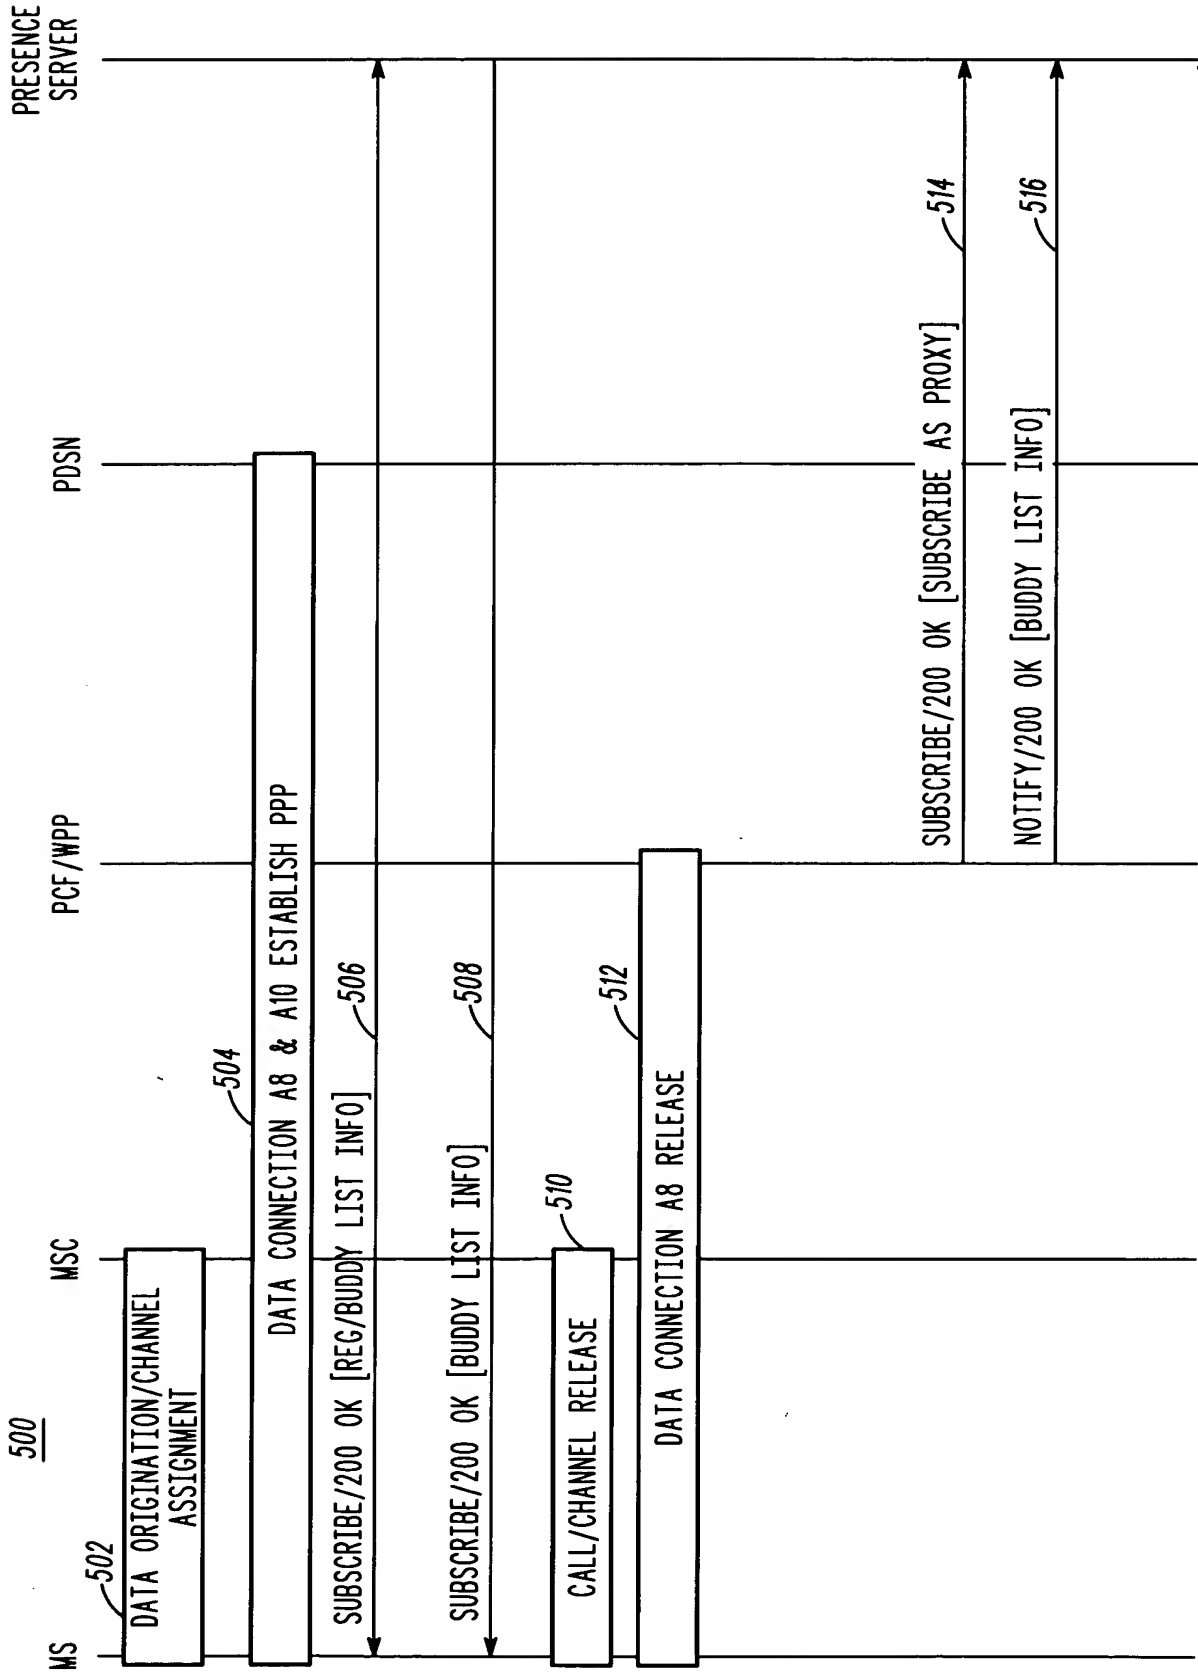 500
MS
MSC
PCF/WPP
PDSN
PRESENCE
SERVER
502
DATA ORIGINATION/CHANNEL
ASSIGNMENT
504
DATA CONNECTION A8 & A10 ESTABLISH PPP
SUBSCRIBE/200 OK [REG/BUDDY LIST INFO]
506
SUBSCRIBE/200 OK [BUDDY LIST INFO]
508
CALL/CHANNEL RELEASE
510
DATA CONNECTION A8 RELEASE
512
SUBSCRIBE/200 OK [SUBSCRIBE AS PROXY]
514
NOTIFY/200 OK [BUDDY LIST INFO]
516